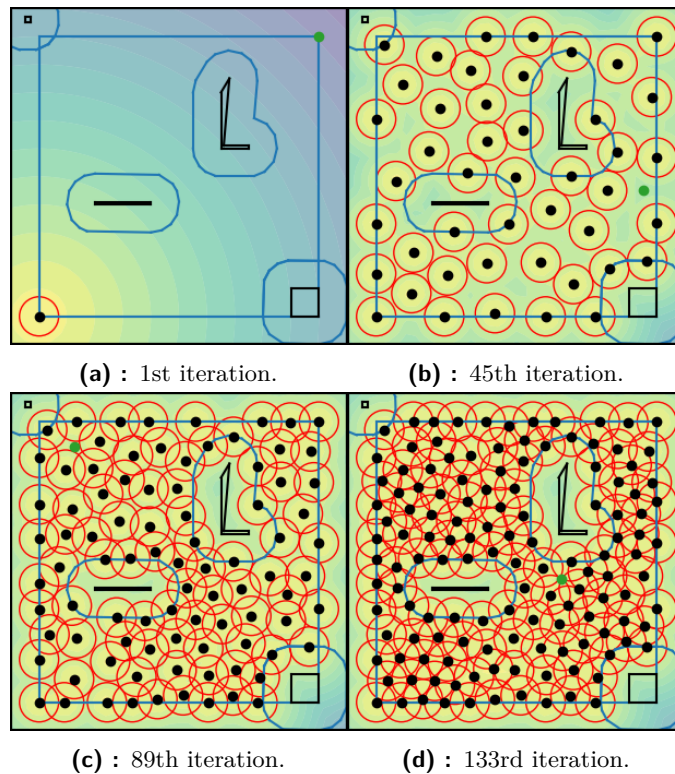 (a) : 1st iteration.
(b) : 45th iteration.
(c) : 89th iteration.
(d) : 133rd iteration.